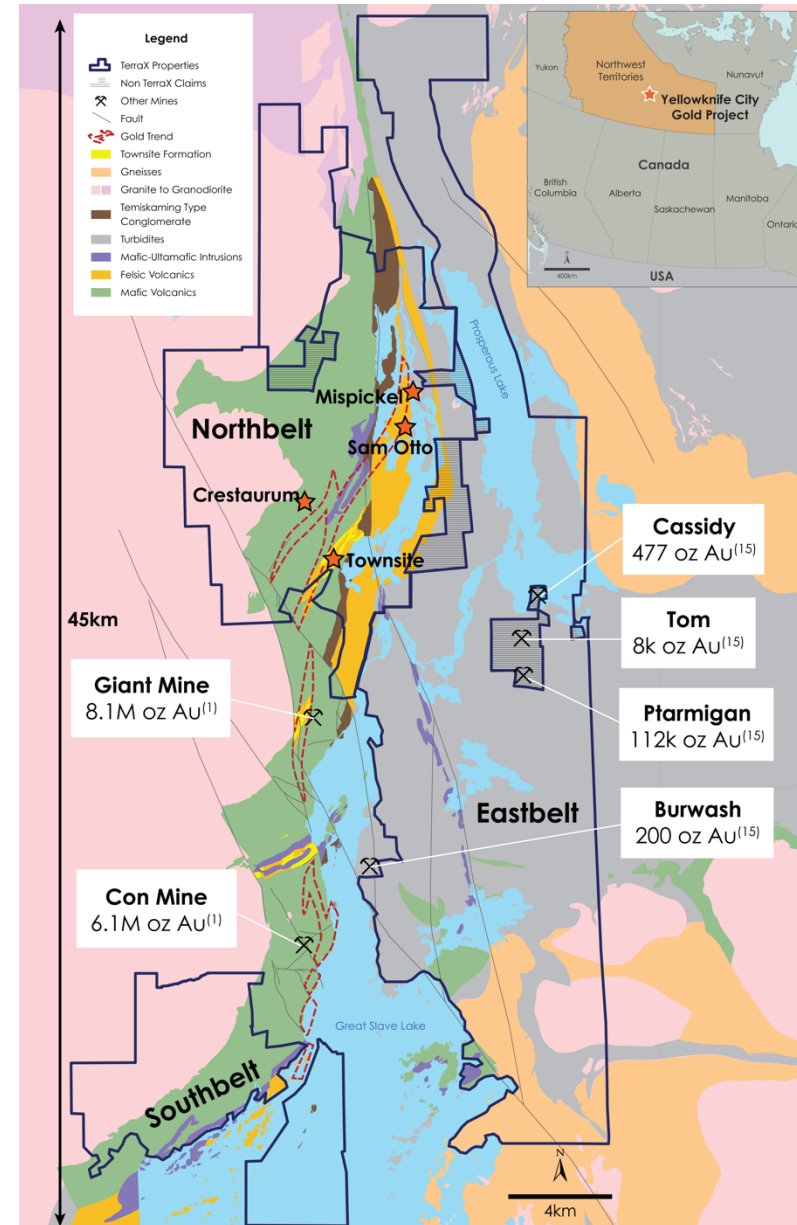 Legend
TerraX Properties
Non TerraX Claims
Other Mines
Fault
Gold Trend
Townsite Formation
Gneisses
Granite to Granodiorite
Temiskaming Type
Conglomerate
Turbidites
Mafic-Ultamafic Intrusions
Felsic Volcanics
Mafic Volcanics
Yukon
Northwest
Territories
Nunavut
Yellowknife City
Gold Project
Canada
British
Columbia
Alberta
Saskatchewan
Manitoba
Ontario
N
400km
USA
Prosperous Lake
Mispickel
Northbelt
Sam Otto
Crestaurum
Townsite
45km
Cassidy
477 oz Au(15)
Tom
8k oz Au(15)
Ptarmigan
112k oz Au(15)
Giant Mine
8.1M oz Au(1)
Eastbelt
Burwash
200 oz Au(15)
Con Mine
6.1M oz Au(1)
Great Slave Lake
Southbelt
N
4km